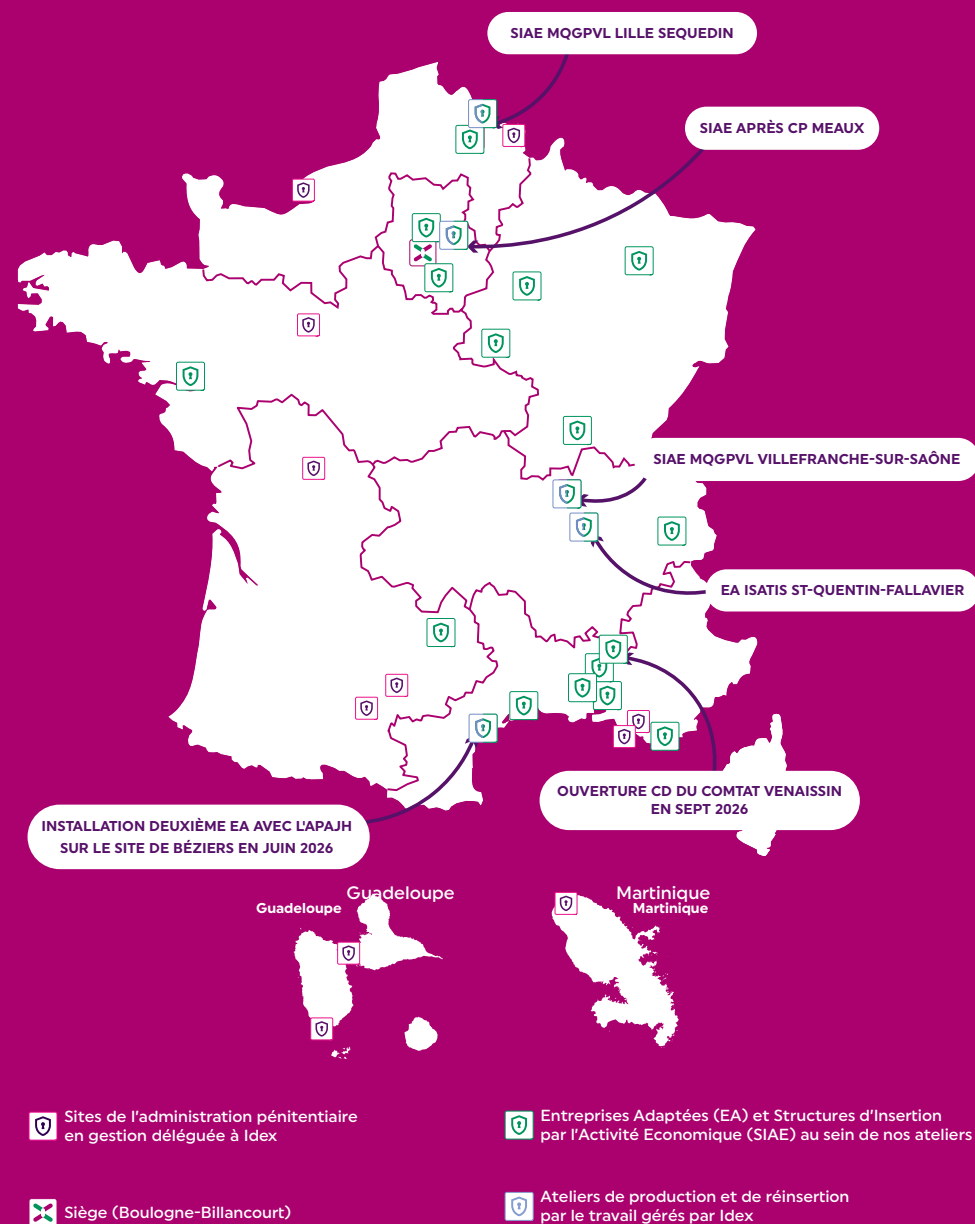 SIAE MQGPVL LILLE SEQUEDIN
SIAE APRÈS CP MEAUX
SIAE MQGPVL VILLEFRANCHE-SUR-SAÔNE
EA ISATIS ST-QUENTIN-FALLAVIER
OUVERTURE CD DU COMTAT VENAISSIN
EN SEPT 2026
INSTALLATION DEUXIÈME EA AVEC L'APAJH
SUR LE SITE DE BÉZIERS EN JUIN 2026
Guadeloupe
Guadeloupe
Martinique
Martinique
Sites de l'administration pénitentiaire
en gestion déléguée à Idex
Entreprises Adaptées (EA) et Structures d'Insertion
par l'Activité Economique (SIAE) au sein de nos ateliers
Siège (Boulogne-Billancourt)
Ateliers de production et de réinsertion
par le travail gérés par Idex